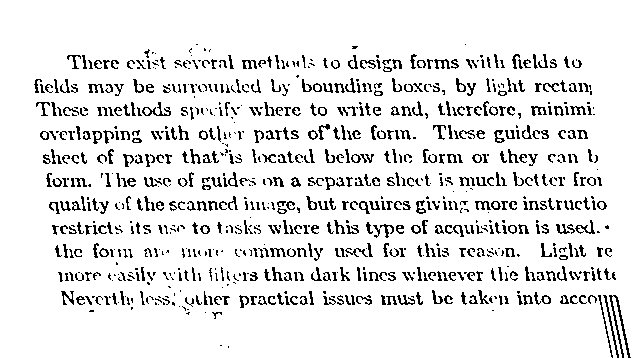 There exist several methods to design forms with fields to
fields may be surrounded by bounding boxes, by light rectan
These methods specify where to write and, therefore, minimi
overlapping with other parts of the form. These guides can
sheet of paper that is located below the form or they can b
form. The use of guides on a separate sheet is much better fro
quality of the scanned image, but requires giving more instructio
restricts its use to tasks where this type of acquisition is used.
the form are more commonly used for this reason. Light re
more easily with filters than dark lines whenever the handwritte
Nevertheless, other practical issues must be taken into accoun